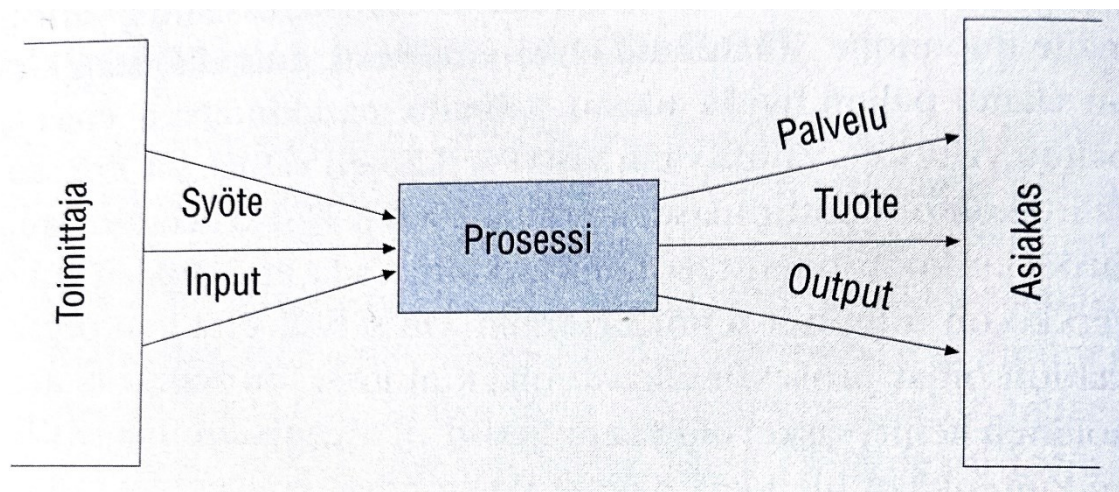 Toimittaja
Syöte
Input
Prosessi
Palvelu
Tuote
Output
Asiakas